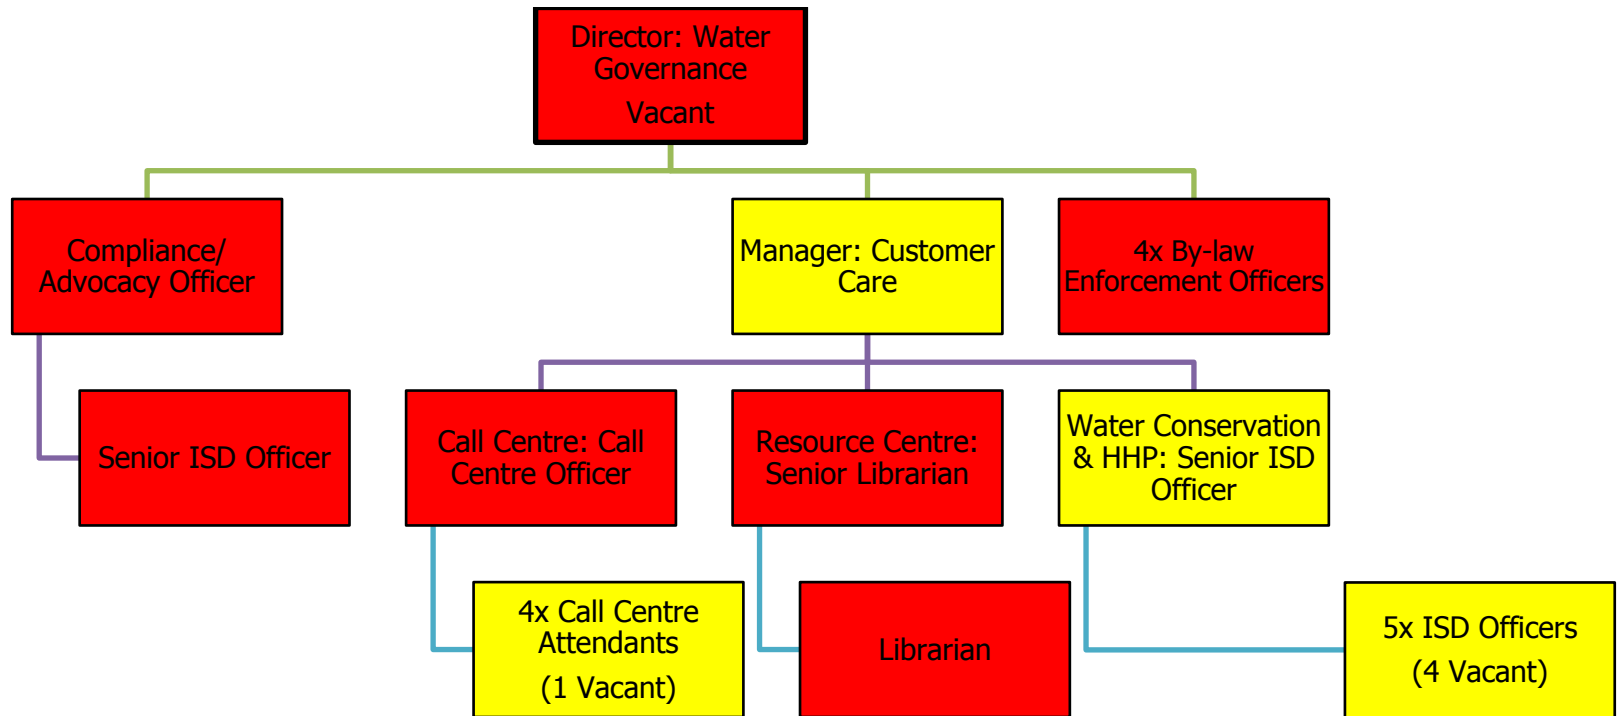 Director: Water
Governance
Vacant
Compliance/
Advocacy Officer
Manager: Customer
Care
4x By-law
Enforcement Officers
Senior ISD Officer
Call Centre: Call
Centre Officer
Resource Centre:
Senior Librarian
Water Conservation
& HHP: Senior ISD
Officer
4x Call Centre
Attendants
(1 Vacant)
Librarian
5x ISD Officers
(4 Vacant)